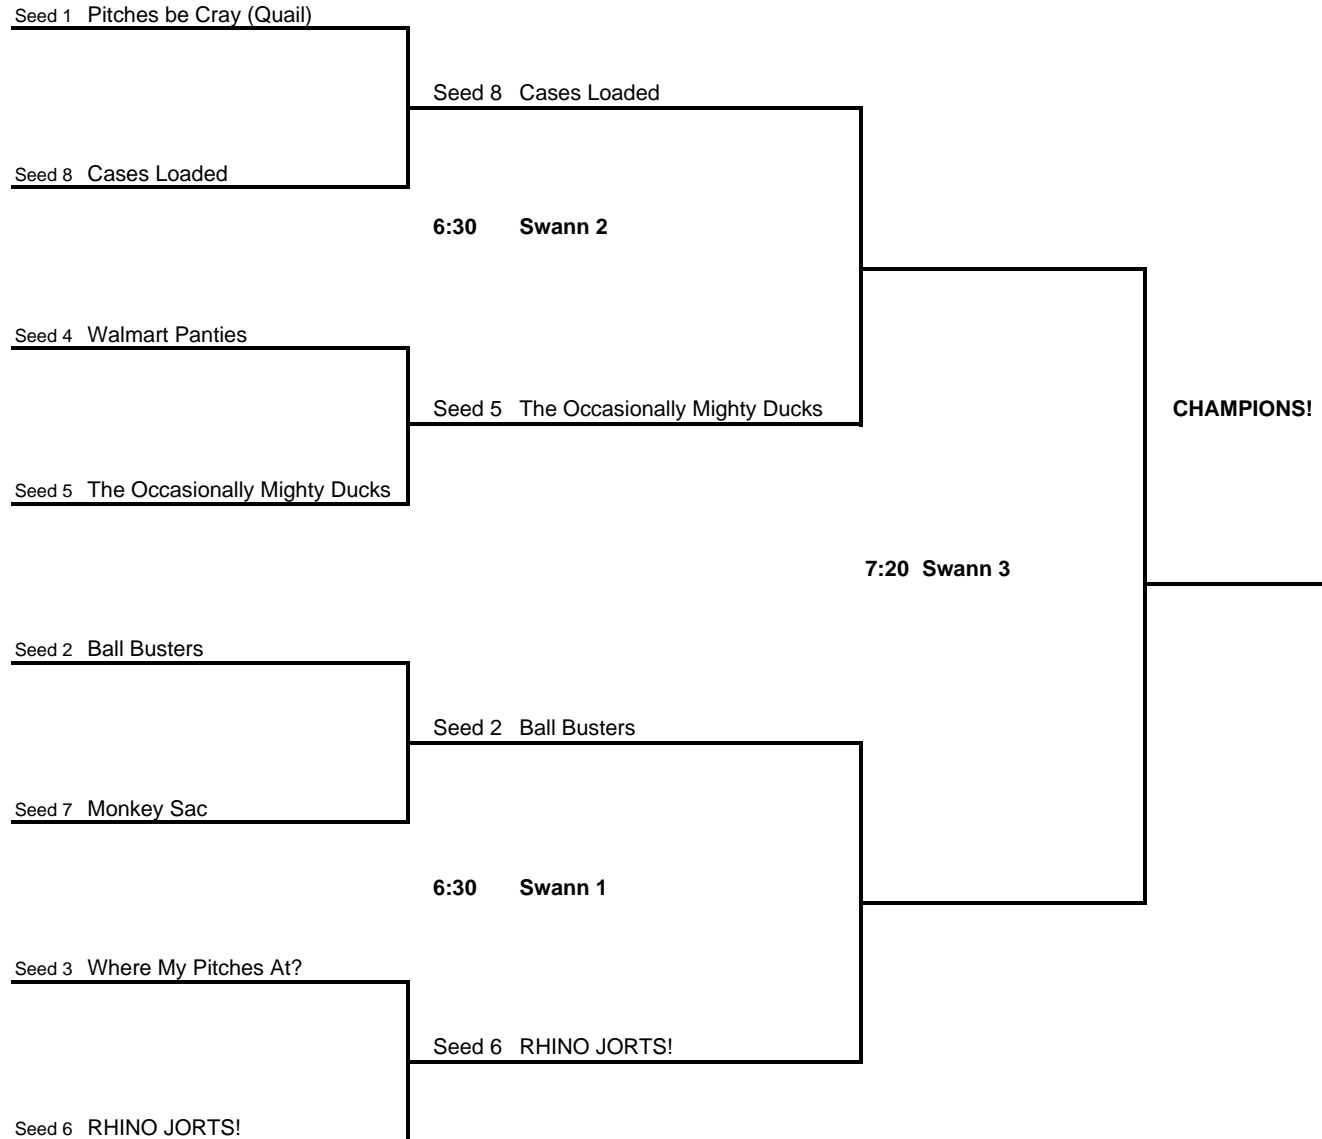 Seed 1 Pitches be Cray (Quail)
Seed 8 Cases Loaded
Seed 8 Cases Loaded
6:30 Swann 2
Seed 4 Walmart Panties
Seed 5 The Occasionally Mighty Ducks
CHAMPIONS!
Seed 5 The Occasionally Mighty Ducks
7:20 Swann 3
Seed 2 Ball Busters
Seed 2 Ball Busters
Seed 7 Monkey Sac
6:30 Swann 1
Seed 3 Where My Pitches At?
Seed 6 RHINO JORTS!
Seed 6 RHINO JORTS!